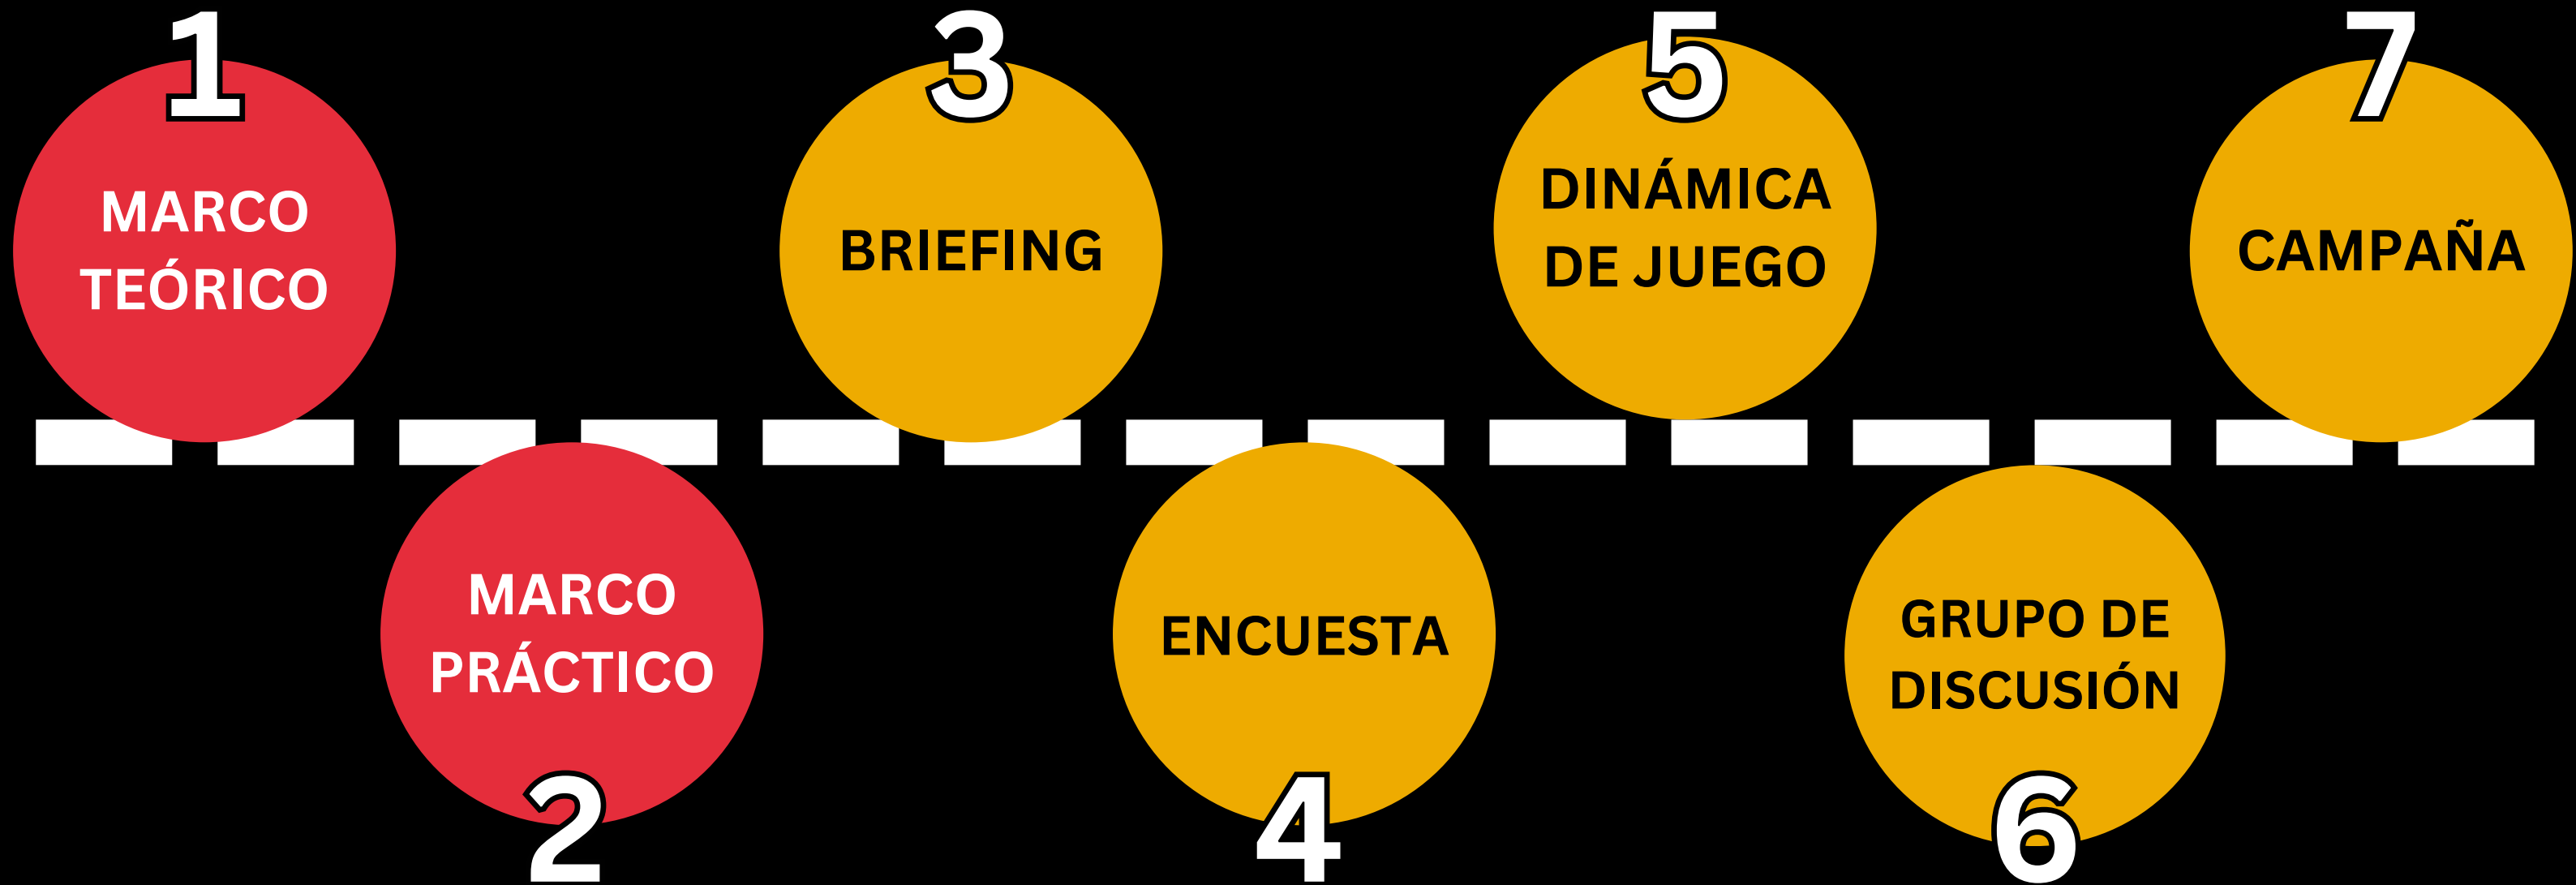 1
MARCO
TEÓRICO
2
MARCO
PRÁCTICO
3
BRIEFING
4
ENCUESTA
5
DINÁMICA
DE JUEGO
6
GRUPO DE
DISCUSIÓN
7
CAMPAÑA